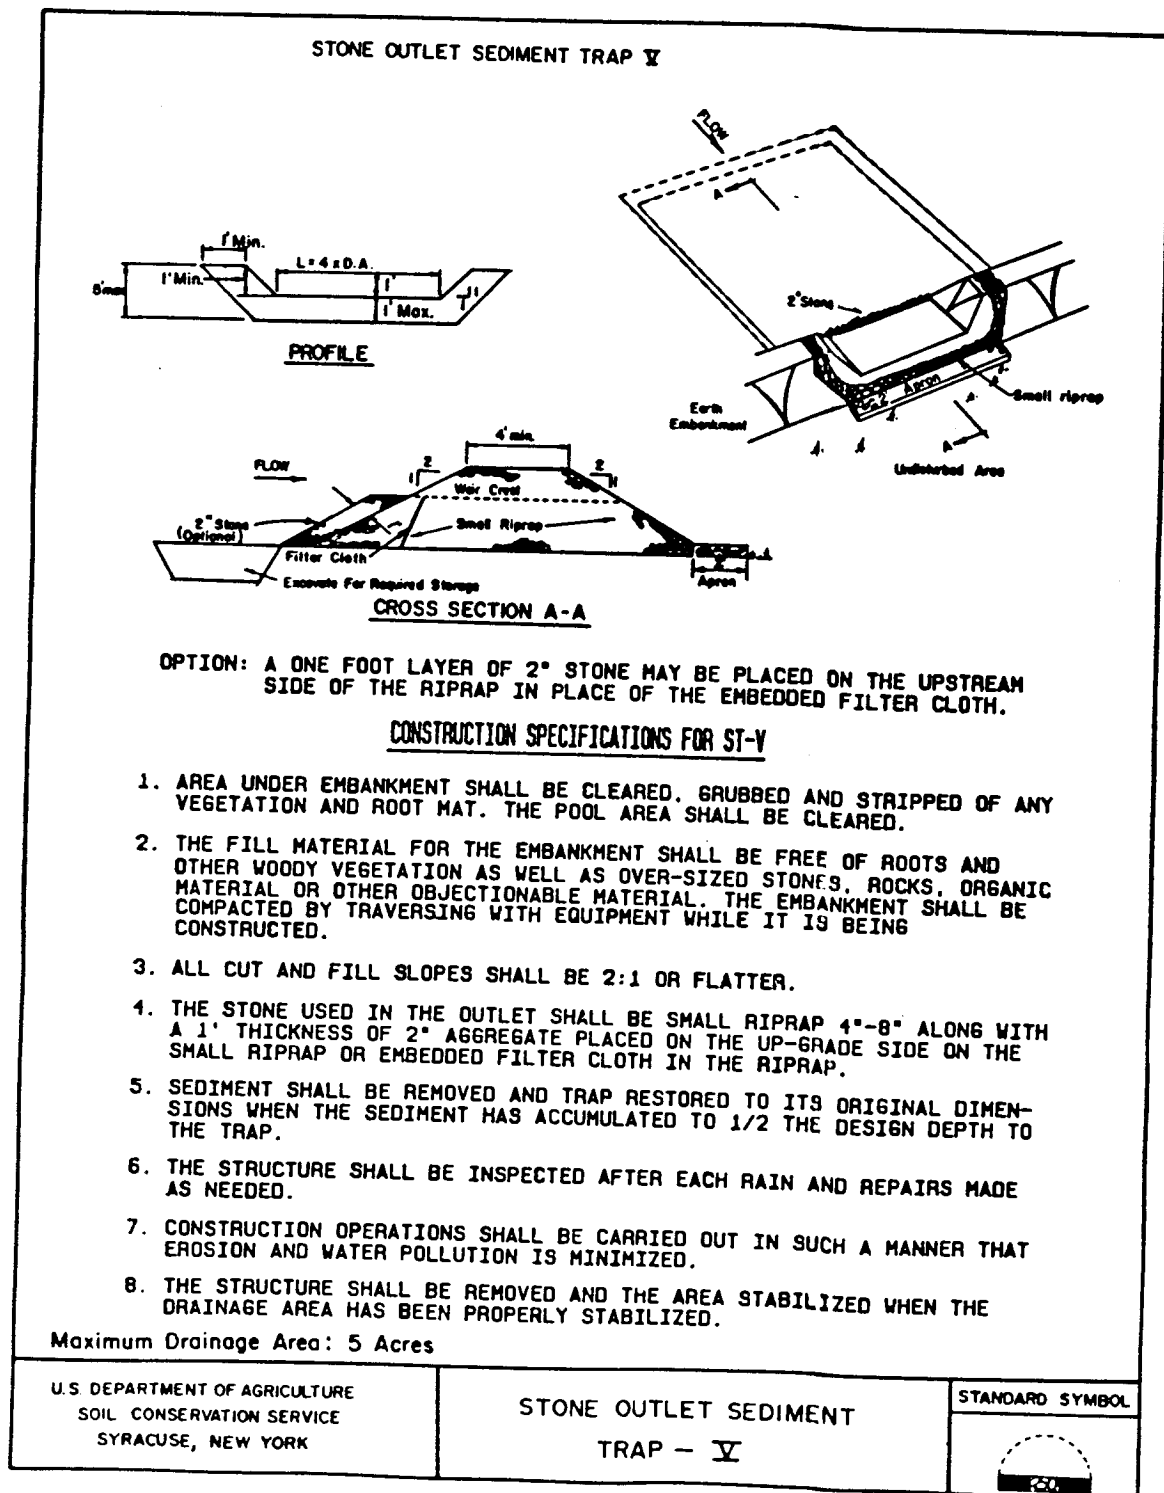 STONE OUTLET SEDIMENT TRAP V
FLOW
A
1' Min.
L = 4 x D.A.
1' Min.
1'
5' max
1' Max.
1
1
PROFILE
2" Stone
Apron
Small riprap
Earth
Embankment
A
Undisturbed Area
4' min.
FLOW
2
1
2
1
Weir Crest
2" Stone
(Optional)
Small Riprap
Filter Cloth
Excavate For Required Storage
Apron
CROSS SECTION A-A
OPTION: A ONE FOOT LAYER OF 2" STONE MAY BE PLACED ON THE UPSTREAM
SIDE OF THE RIPRAP IN PLACE OF THE EMBEDDED FILTER CLOTH.
CONSTRUCTION SPECIFICATIONS FOR ST-V
1. AREA UNDER EMBANKMENT SHALL BE CLEARED, GRUBBED AND STRIPPED OF ANY
VEGETATION AND ROOT MAT. THE POOL AREA SHALL BE CLEARED.
2. THE FILL MATERIAL FOR THE EMBANKMENT SHALL BE FREE OF ROOTS AND
OTHER WOODY VEGETATION AS WELL AS OVER-SIZED STONES, ROCKS, ORGANIC
MATERIAL OR OTHER OBJECTIONABLE MATERIAL. THE EMBANKMENT SHALL BE
COMPACTED BY TRAVERSING WITH EQUIPMENT WHILE IT IS BEING
CONSTRUCTED.
3. ALL CUT AND FILL SLOPES SHALL BE 2:1 OR FLATTER.
4. THE STONE USED IN THE OUTLET SHALL BE SMALL RIPRAP 4"-8" ALONG WITH
A 1' THICKNESS OF 2" AGGREGATE PLACED ON THE UP-GRADE SIDE ON THE
SMALL RIPRAP OR EMBEDDED FILTER CLOTH IN THE RIPRAP.
5. SEDIMENT SHALL BE REMOVED AND TRAP RESTORED TO ITS ORIGINAL DIMEN-
SIONS WHEN THE SEDIMENT HAS ACCUMULATED TO 1/2 THE DESIGN DEPTH TO
THE TRAP.
6. THE STRUCTURE SHALL BE INSPECTED AFTER EACH RAIN AND REPAIRS MADE
AS NEEDED.
7. CONSTRUCTION OPERATIONS SHALL BE CARRIED OUT IN SUCH A MANNER THAT
EROSION AND WATER POLLUTION IS MINIMIZED.
8. THE STRUCTURE SHALL BE REMOVED AND THE AREA STABILIZED WHEN THE
DRAINAGE AREA HAS BEEN PROPERLY STABILIZED.
Maximum Drainage Area: 5 Acres
U.S. DEPARTMENT OF AGRICULTURE
SOIL CONSERVATION SERVICE
SYRACUSE, NEW YORK
STONE OUTLET SEDIMENT
TRAP - V
STANDARD SYMBOL